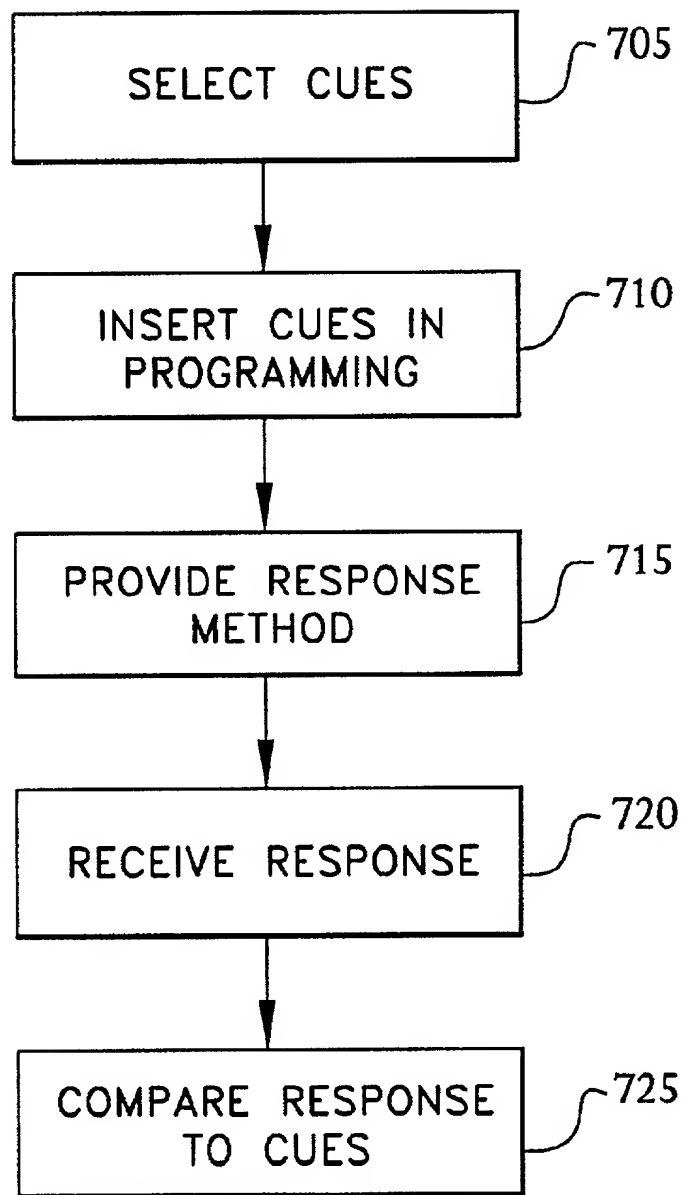 SELECT CUES
705
INSERT CUES IN
PROGRAMMING
710
PROVIDE RESPONSE
METHOD
715
RECEIVE RESPONSE
720
COMPARE RESPONSE
TO CUES
725